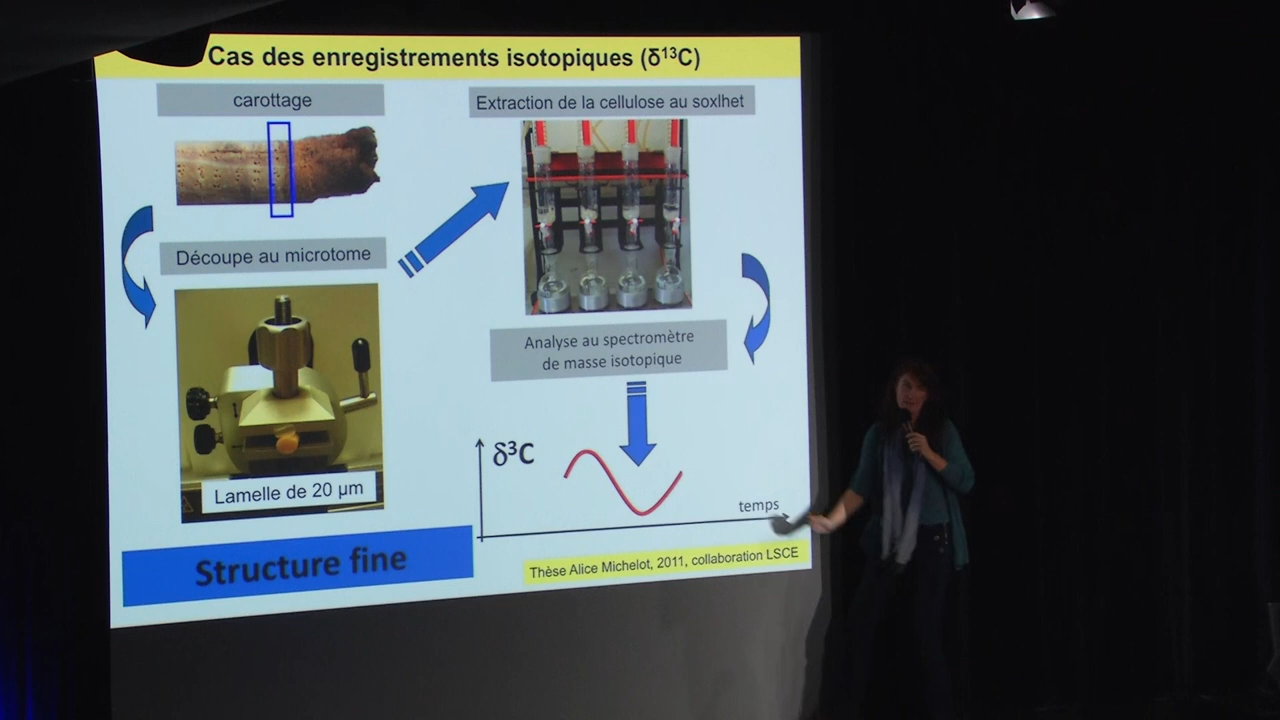 Cas des enregistrements isotopiques (δ¹³C)
carottage
Extraction de la cellulose au soxlhet
Découpe au microtome
Analyse au spectromètre
de masse isotopique
δ³C
Lamelle de 20 µm
temps
Structure fine
Thèse Alice Michelot, 2011, collaboration LSCE